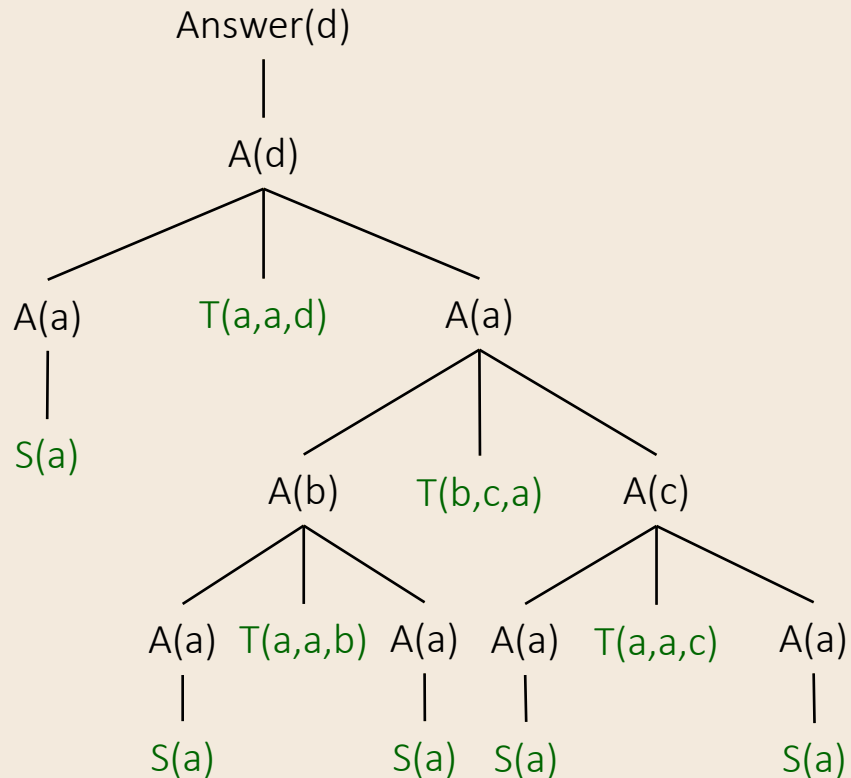 Answer(d)
A(d)
A(a) T(a,a,d) A(a)
S(a)
A(b) T(b,c,a) A(c)
A(a) T(a,a,b) A(a) A(a) T(a,a,c) A(a)
S(a) S(a) S(a) S(a)